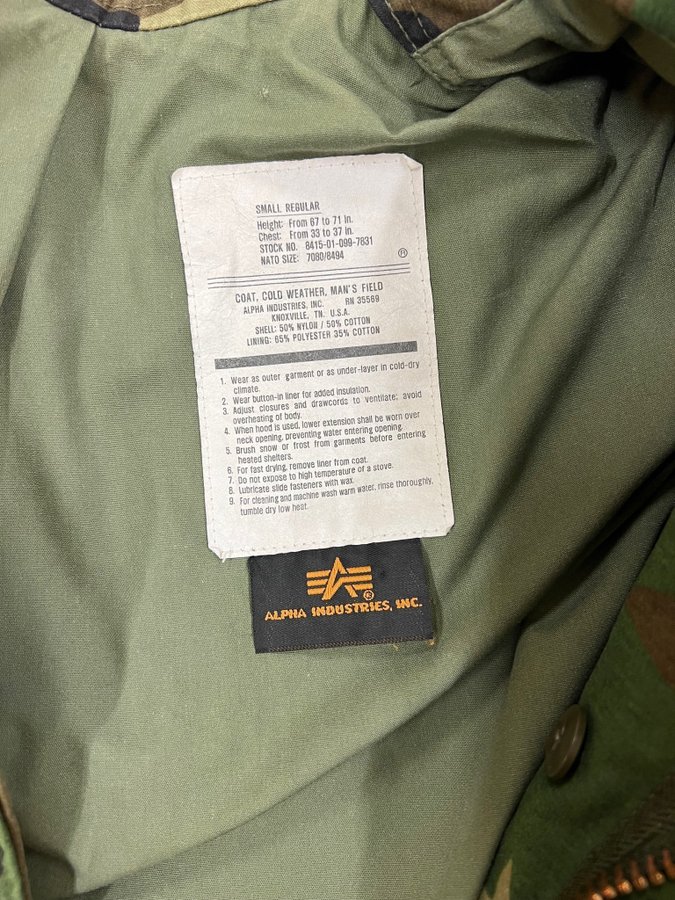 SMALL REGULAR
Height: From 67 to 71 in.
Chest: From 33 to 37 in.
STOCK NO. 8415-01-099-7831
NATO SIZE: 7080/8494
COAT, COLD WEATHER, MAN'S FIELD
ALPHA INDUSTRIES, INC. RN 35569
KNOXVILLE, TN. U.S.A.
SHELL: 50% NYLON / 50% COTTON
LINING: 65% POLYESTER 35% COTTON
1. Wear as outer garment or as under-layer in cold-dry
climate.
2. Wear button-in liner for added insulation.
3. Adjust closures and drawcords to ventilate; avoid
overheating of body.
4. When hood is used, lower extension shall be worn over
neck opening, preventing water entering opening.
5. Brush snow or frost from garments before entering
heated shelters.
6. For fast drying, remove liner from coat.
7. Do not expose to high temperature of a stove.
8. Lubricate slide fasteners with wax.
9. For cleaning and machine wash warm water, rinse thoroughly,
tumble dry low heat.
ALPHA INDUSTRIES, INC.